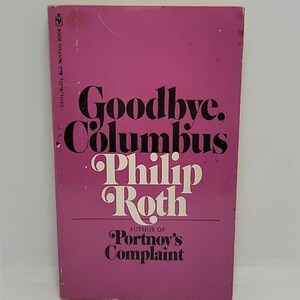 Goodbye,
Columbus
Philip
Roth
AUTHOR OF
Portnoy's
Complaint